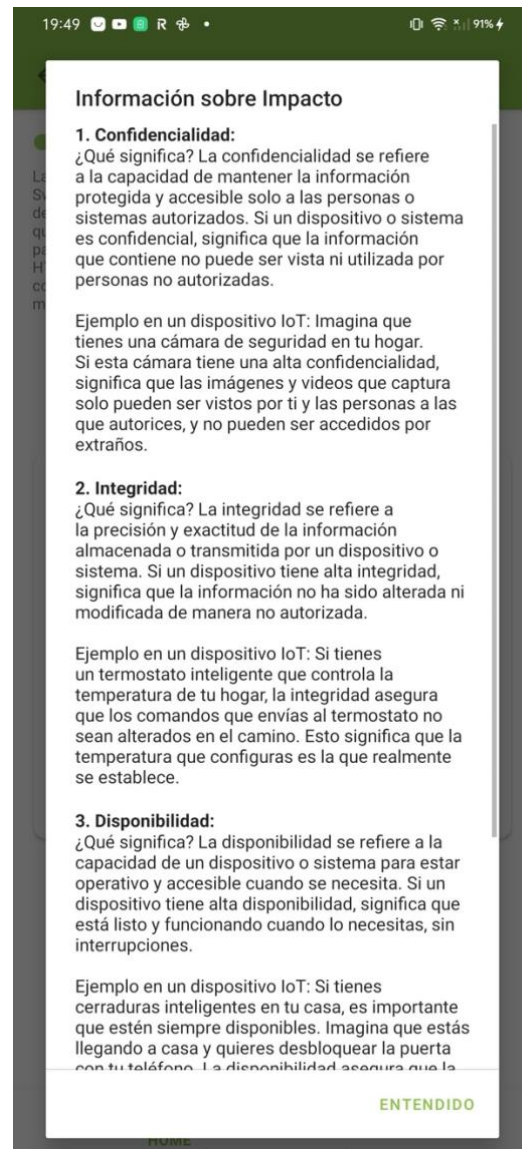 19:49
R
91%
Información sobre Impacto
1. Confidencialidad:
¿Qué significa? La confidencialidad se refiere
a la capacidad de mantener la información
protegida y accesible solo a las personas o
sistemas autorizados. Si un dispositivo o sistema
es confidencial, significa que la información
que contiene no puede ser vista ni utilizada por
personas no autorizadas.
Ejemplo en un dispositivo IoT: Imagina que
tienes una cámara de seguridad en tu hogar.
Si esta cámara tiene una alta confidencialidad,
significa que las imágenes y videos que captura
solo pueden ser vistos por ti y las personas a las
que autorices, y no pueden ser accedidos por
extraños.
2. Integridad:
¿Qué significa? La integridad se refiere a
la precisión y exactitud de la información
almacenada o transmitida por un dispositivo o
sistema. Si un dispositivo tiene alta integridad,
significa que la información no ha sido alterada ni
modificada de manera no autorizada.
Ejemplo en un dispositivo IoT: Si tienes
un termostato inteligente que controla la
temperatura de tu hogar, la integridad asegura
que los comandos que envías al termostato no
sean alterados en el camino. Esto significa que la
temperatura que configuras es la que realmente
se establece.
3. Disponibilidad:
¿Qué significa? La disponibilidad se refiere a la
capacidad de un dispositivo o sistema para estar
operativo y accesible cuando se necesita. Si un
dispositivo tiene alta disponibilidad, significa que
está listo y funcionando cuando lo necesitas, sin
interrupciones.
Ejemplo en un dispositivo IoT: Si tienes
cerraduras inteligentes en tu casa, es importante
que estén siempre disponibles. Imagina que estás
llegando a casa y quieres desbloquear la puerta
con tu teléfono. La disponibilidad asegura que la
ENTENDIDO
HOME